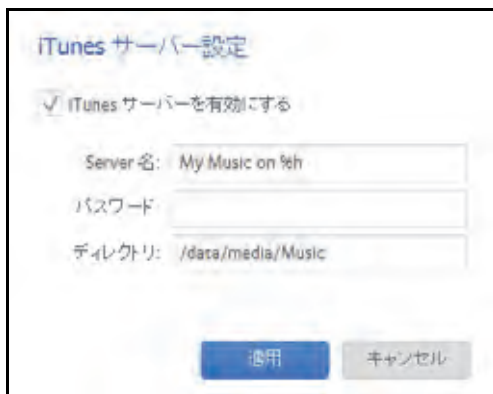 iTunes サーバー設定
iTunes サーバーを有効にする
Server 名: My Music on %h
パスワード
ディレクトリ: /data/media/Music
適用 キャンセル